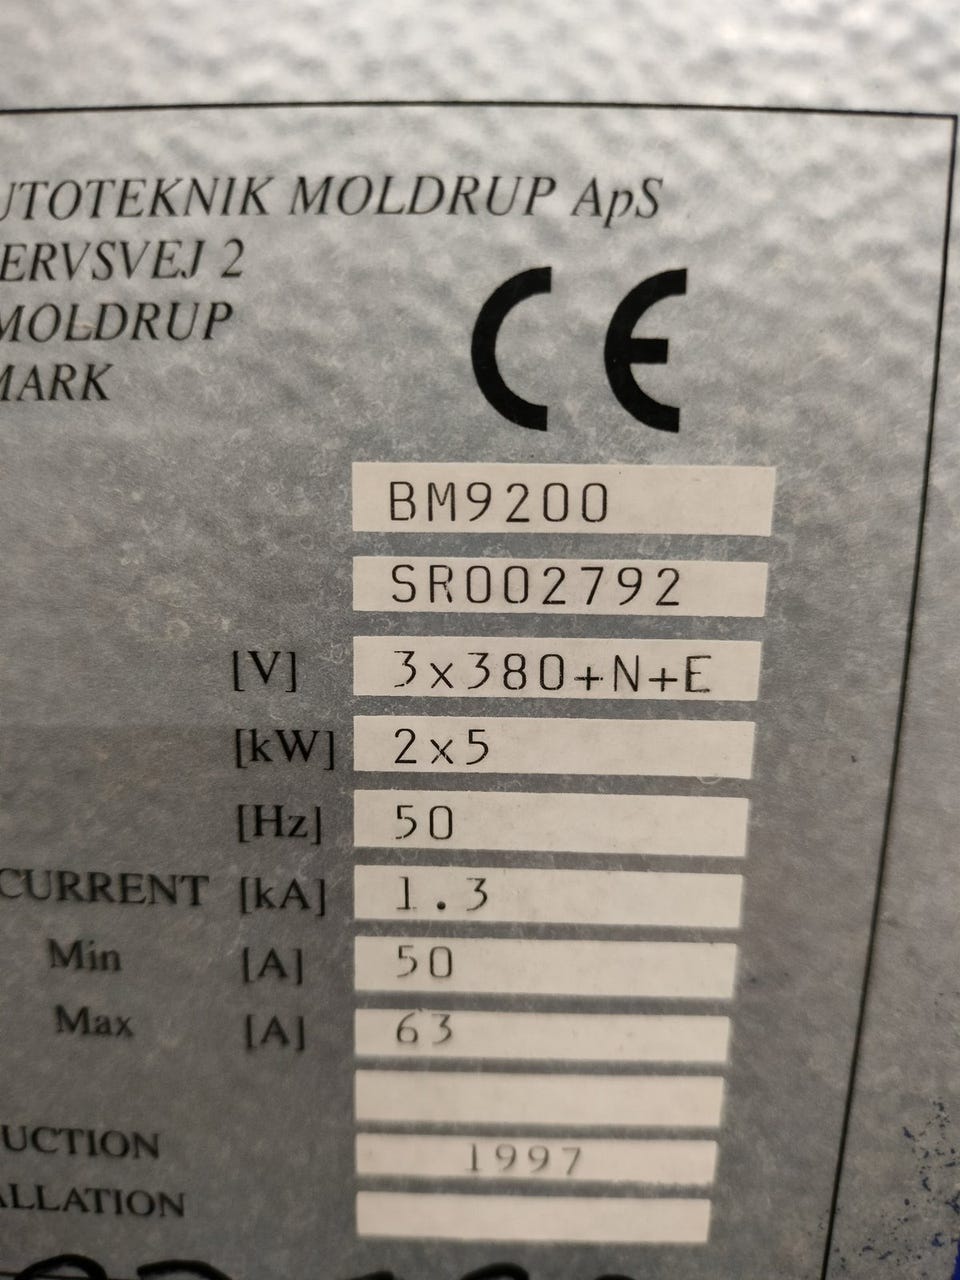 UTOTEKNIK MOLDRUP ApS
ERVSVEJ 2
MOLDRUP
MARK
CE
BM9200
SR002792
[V] 3x380+N+E
[kW] 2x5
[Hz] 50
CURRENT [kA] 1.3
Min [A] 50
Max [A] 63
UCTION 1997
ALLATION